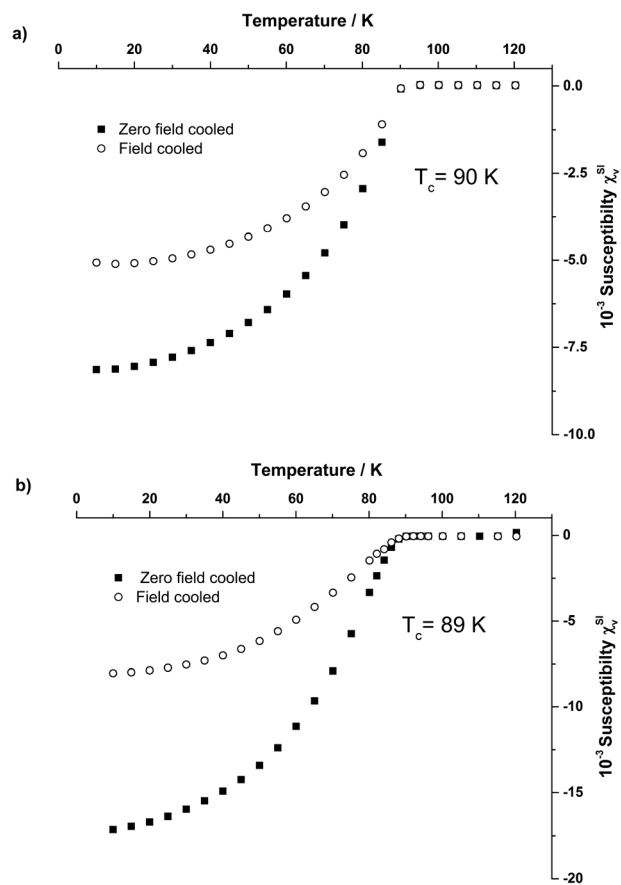 Temperature / K
a)
0 20 40 60 80 100 120
0.0
Zero field cooled
Field cooled
T_c= 90 K
-2.5
-5.0
-7.5
-10.0
10⁻³ Susceptibilty χ_v^SI
Temperature / K
b)
0 20 40 60 80 100 120
0
Zero field cooled
Field cooled
T_c= 89 K
-5
-10
-15
-20
10⁻³ Susceptibilty χ_v^SI